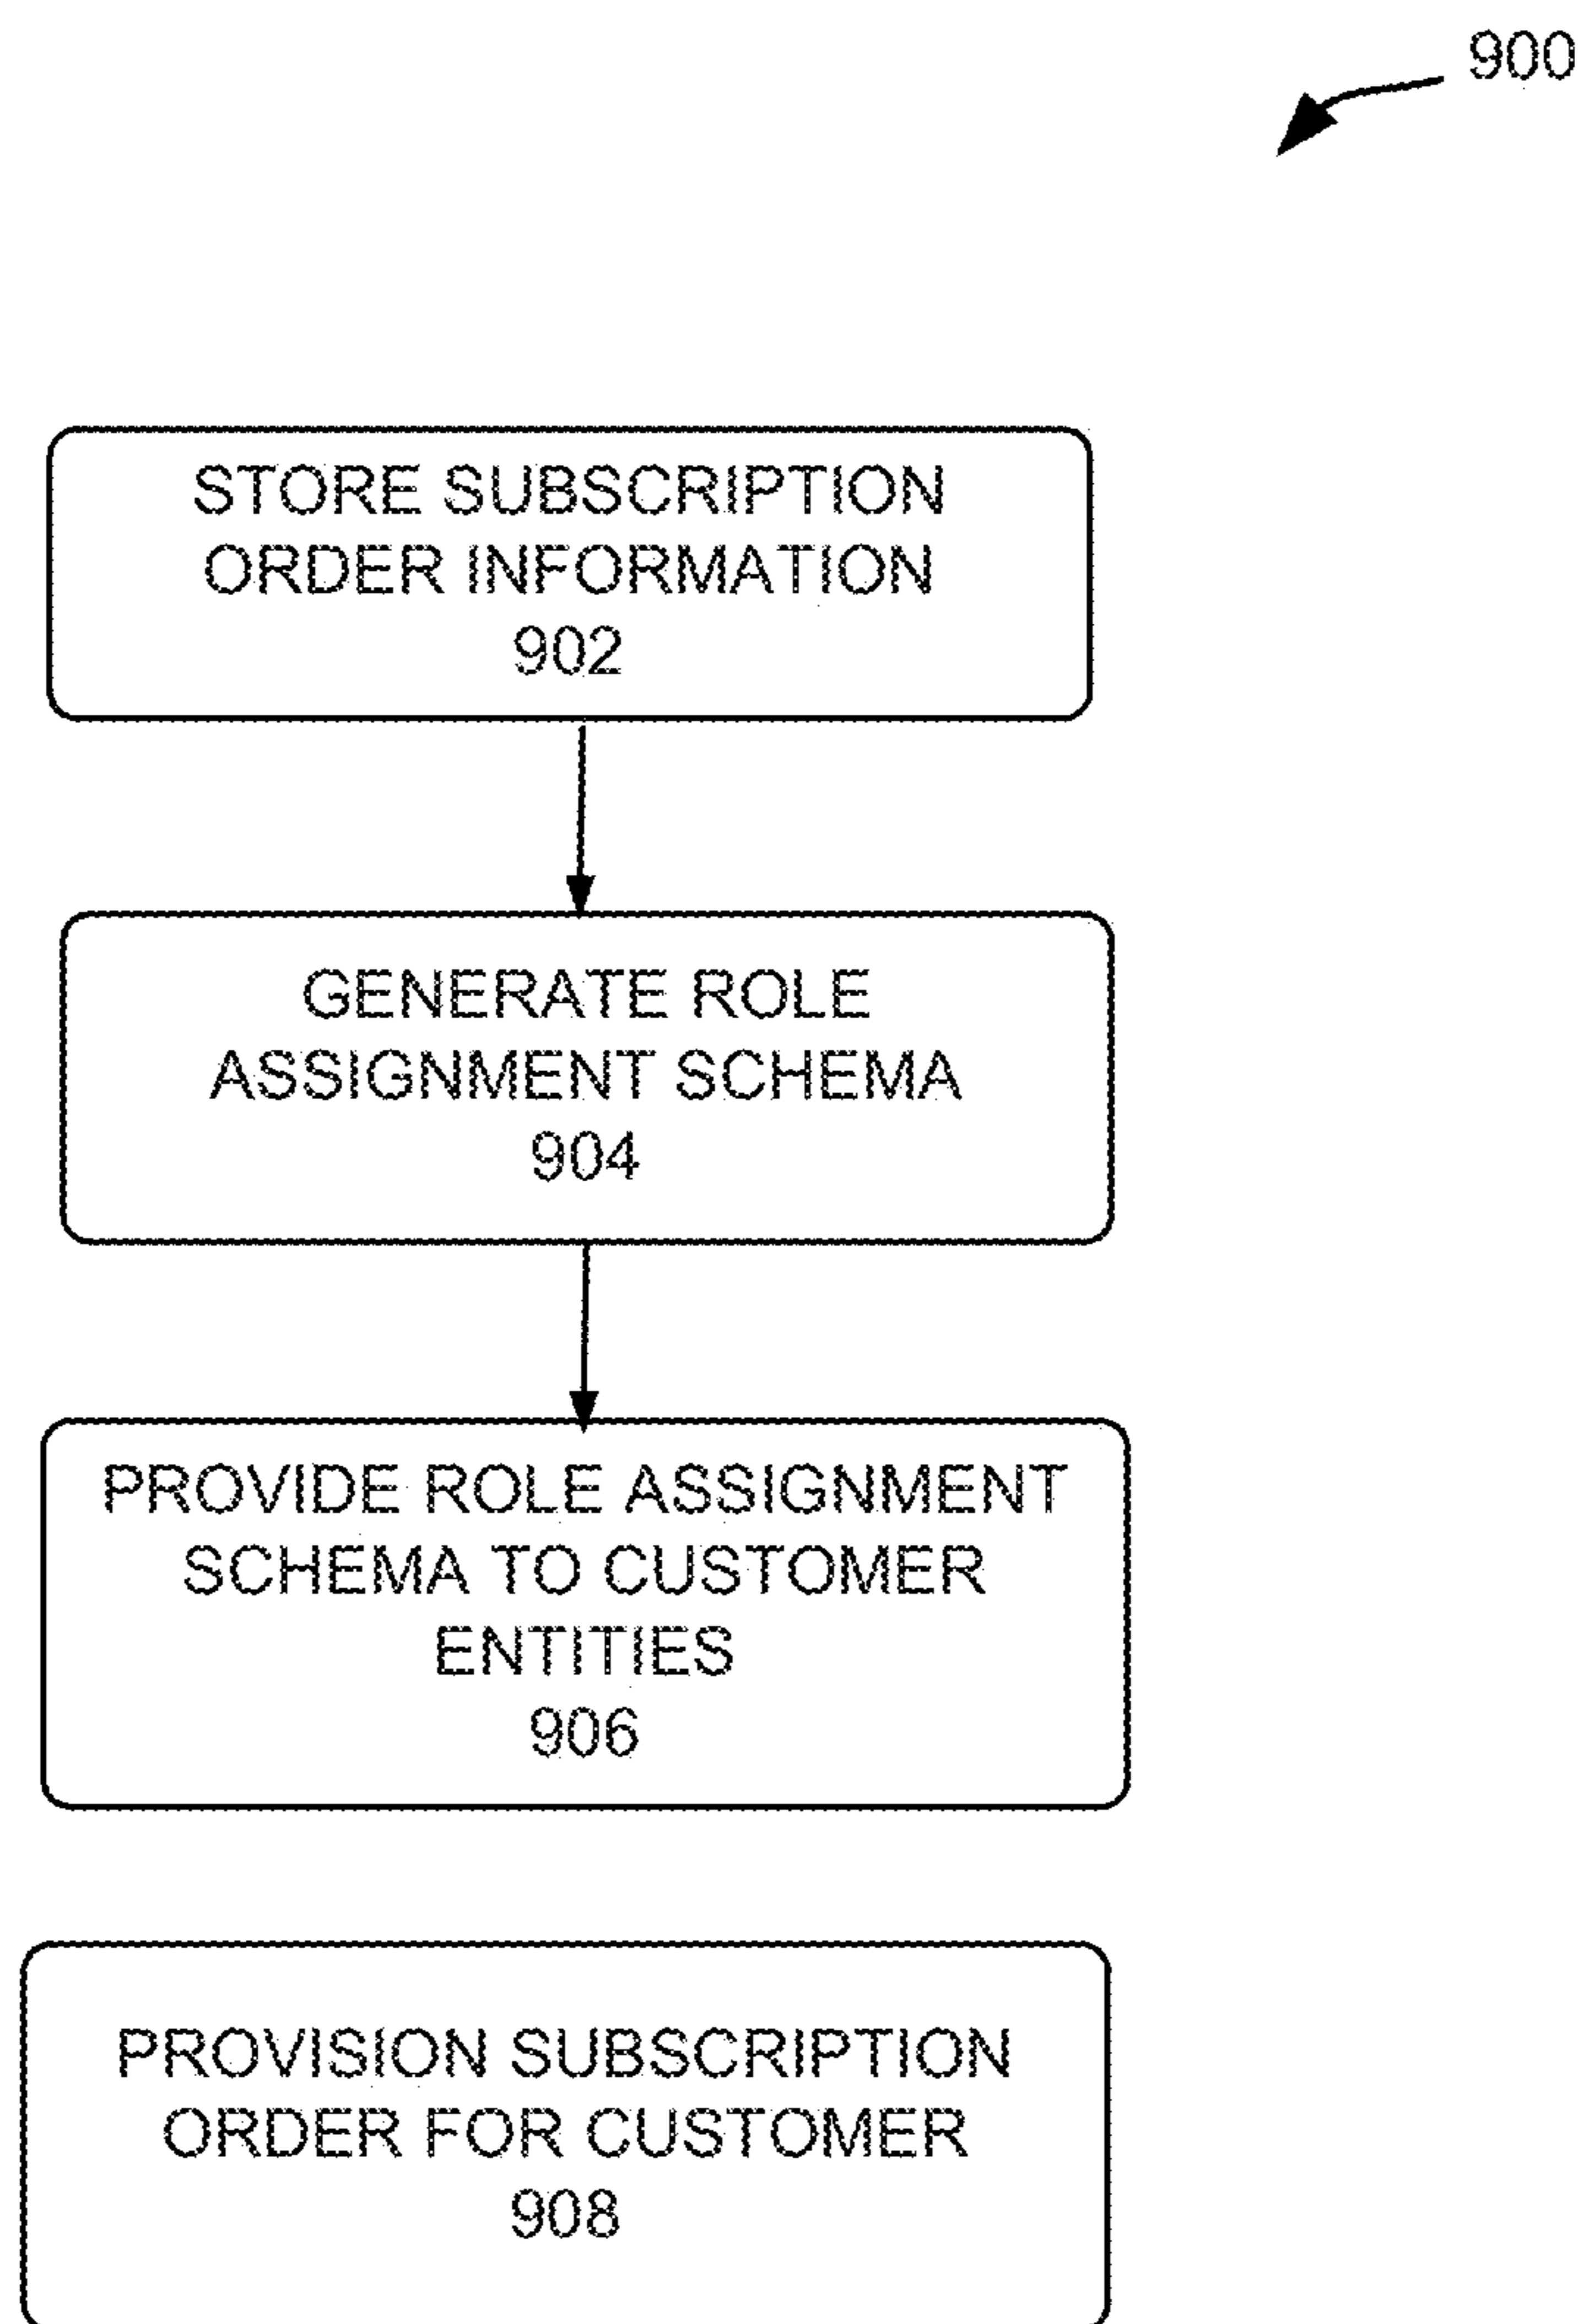 900
STORE SUBSCRIPTION
ORDER INFORMATION
902
GENERATE ROLE
ASSIGNMENT SCHEMA
904
PROVIDE ROLE ASSIGNMENT
SCHEMA TO CUSTOMER
ENTITIES
906
PROVISION SUBSCRIPTION
ORDER FOR CUSTOMER
908